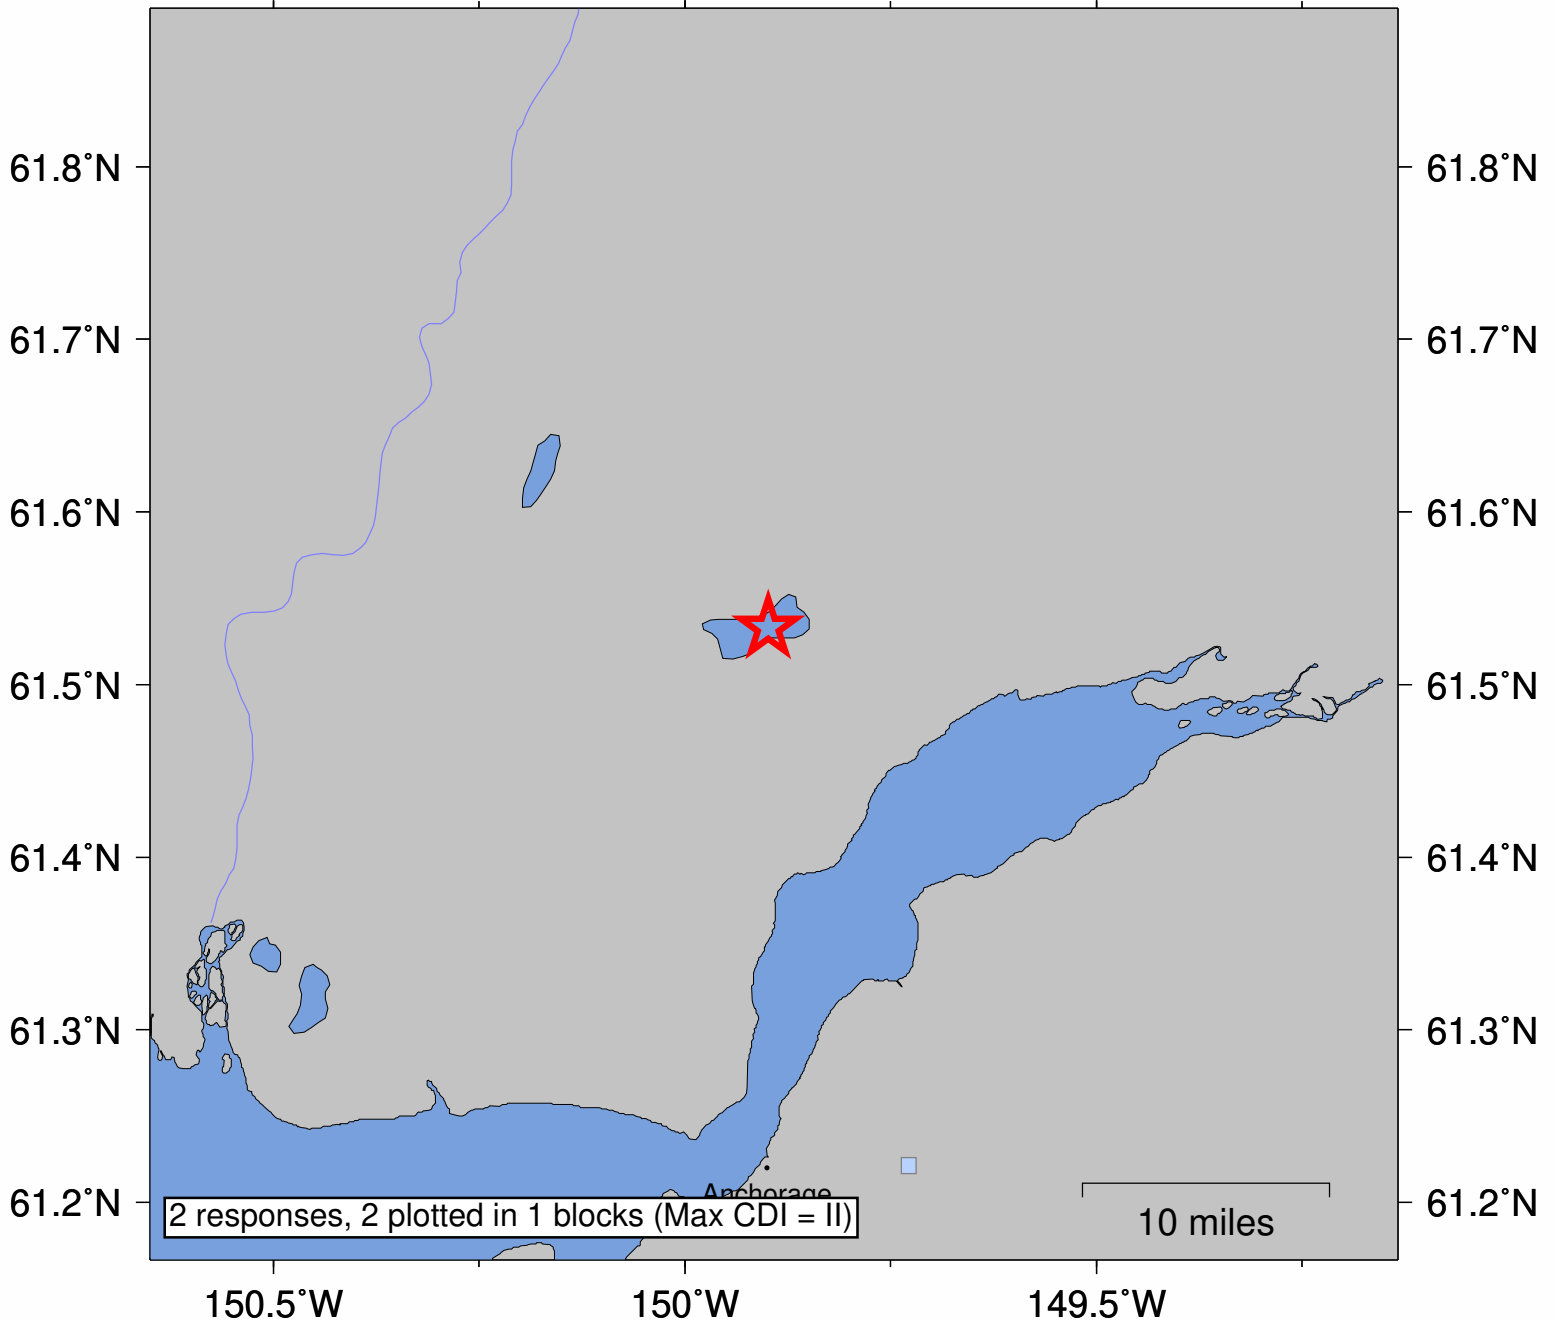 61.8°N 61.8°N
61.7°N 61.7°N
61.6°N 61.6°N
61.5°N 61.5°N
61.4°N 61.4°N
61.3°N 61.3°N
Anchorage
61.2°N 61.2°N
2 responses, 2 plotted in 1 blocks (Max CDI = II)
10 miles
150.5°W 150°W 149.5°W